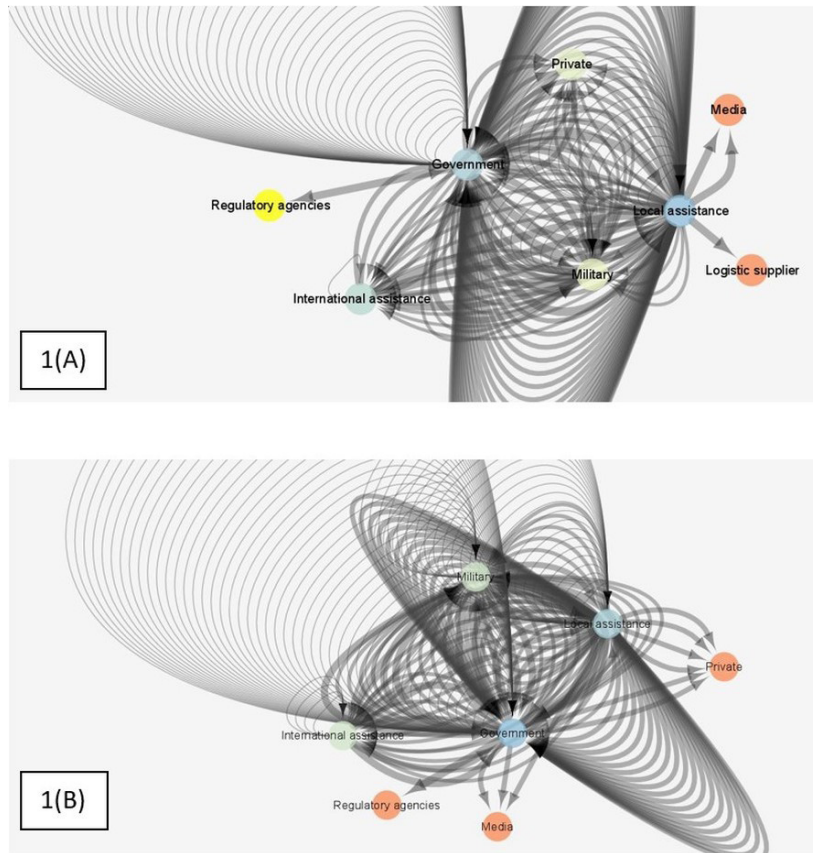 Private
Media
Government
Regulatory agencies
Local assistance
Logistic supplier
Military
International assistance
1(A)
Military
Local assistance
Private
International assistance
Government
Regulatory agencies
Media
1(B)